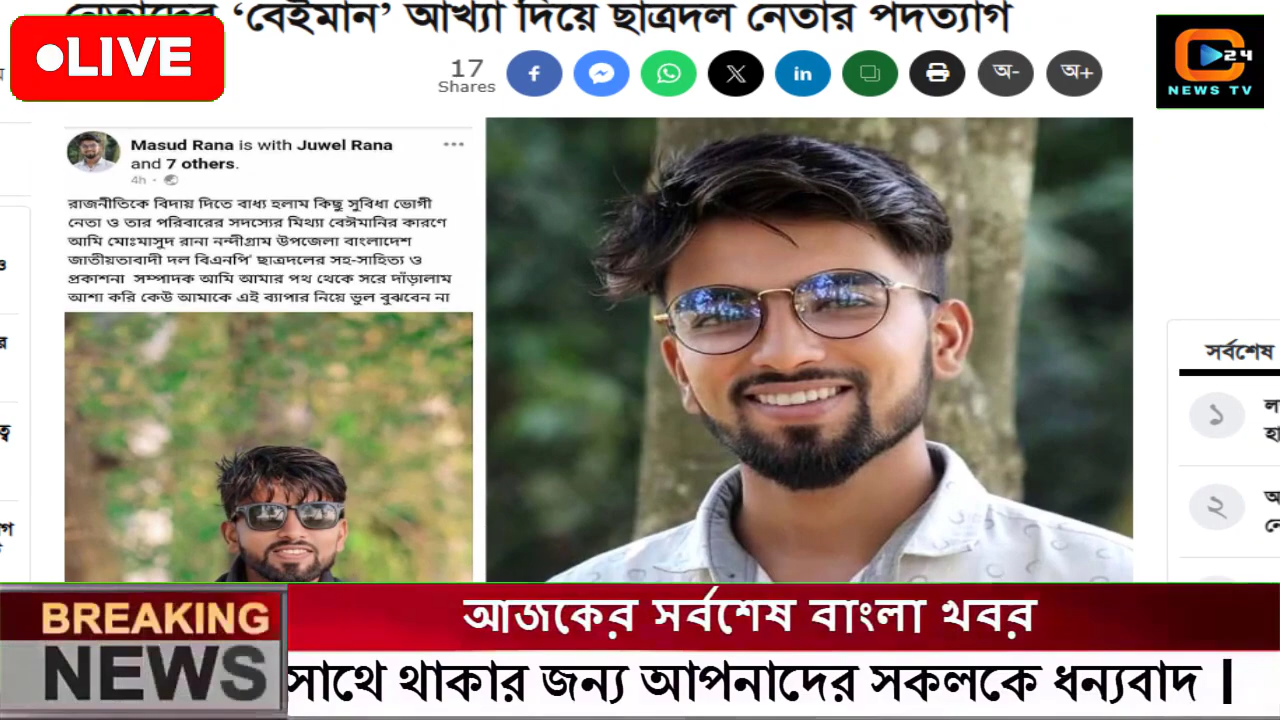 নেতাদের ‘বেইমান’ আখ্যা দিয়ে ছাত্রদল নেতার পদত্যাগ
LIVE
17
Shares
অ-
অ+
24
NEWS TV
Masud Rana is with Juwel Rana
and 7 others.
4h
রাজনীতিকে বিদায় দিতে বাধ্য হলাম কিছু সুবিধা ভোগী
নেতা ও তার পরিবারের সদস্যের মিথ্যা বেঈমানির কারণে
আমি মোঃমাসুদ রানা নন্দীগ্রাম উপজেলা বাংলাদেশ
জাতীয়তাবাদী দল বিএনপি' ছাত্রদলের সহ-সাহিত্য ও
প্রকাশনা সম্পাদক আমি আমার পথ থেকে সরে দাঁড়ালাম
আশা করি কেউ আমাকে এই ব্যাপার নিয়ে ভুল বুঝবেন না
সর্বশেষ
১
২
BREAKING
NEWS
আজকের সর্বশেষ বাংলা খবর
সাথে থাকার জন্য আপনাদের সকলকে ধন্যবাদ |